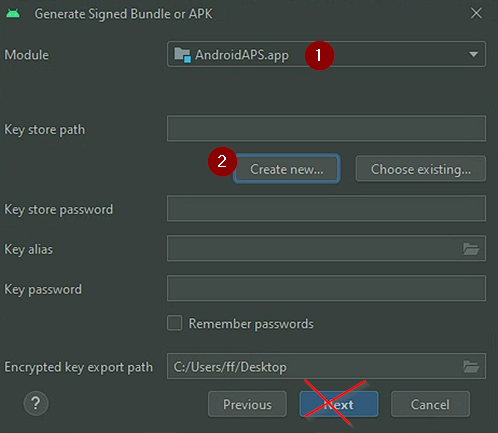 Generate Signed Bundle or APK
Module
AndroidAPS.app
1
Key store path
2
Create new...
Choose existing...
Key store password
Key alias
Key password
Remember passwords
Encrypted key export path
C:/Users/ff/Desktop
?
Previous
Next
Cancel